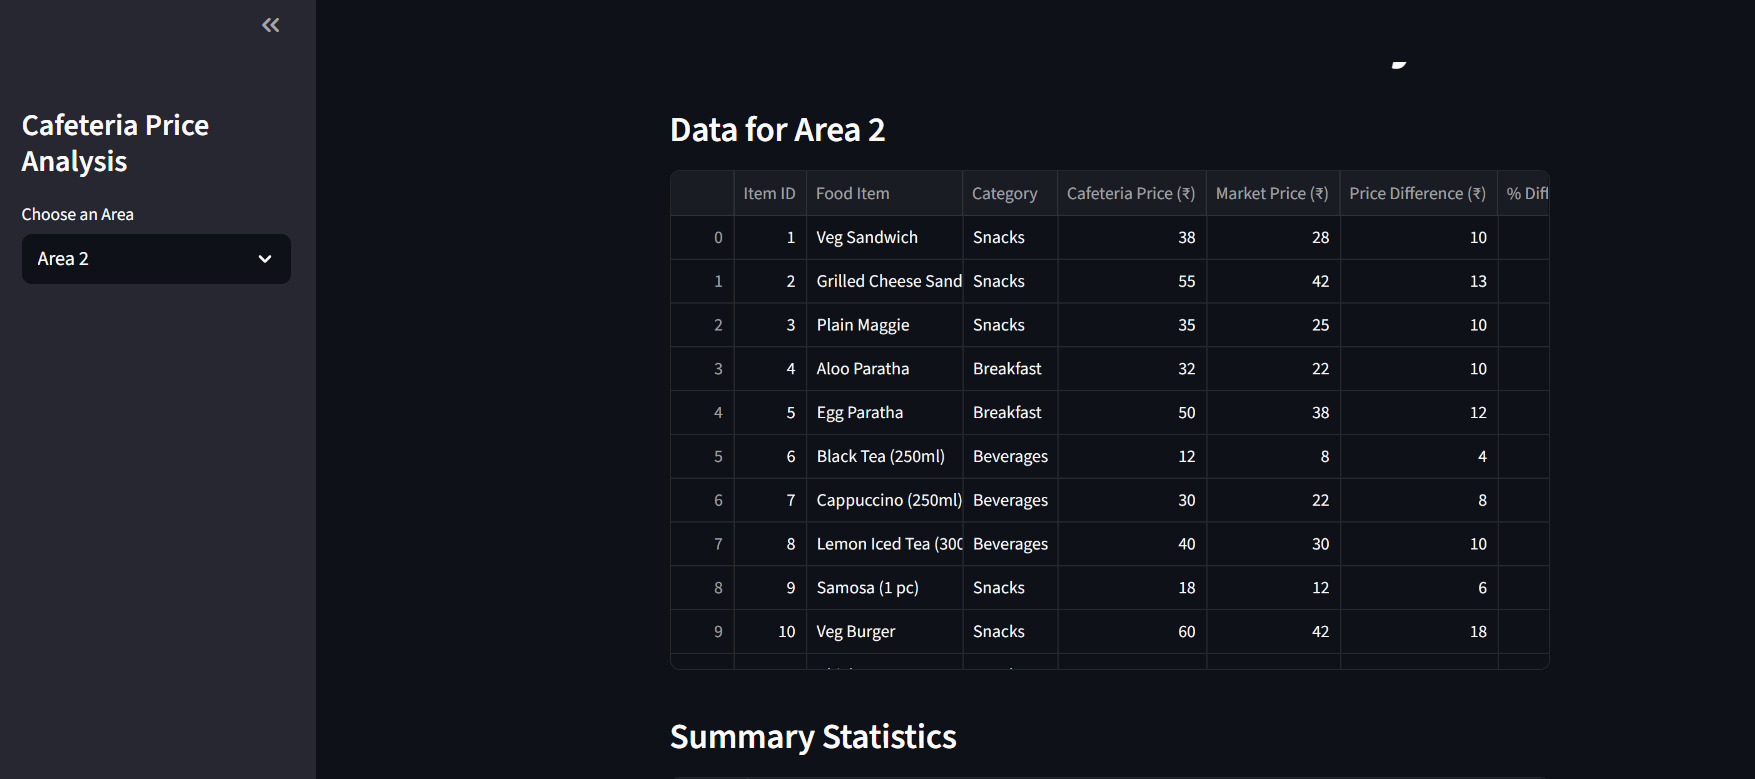 Cafeteria Price
Analysis
Choose an Area
Area 2
Data for Area 2
Item ID Food Item Category Cafeteria Price (₹) Market Price (₹) Price Difference (₹) % Diff
0 1 Veg Sandwich Snacks 38 28 10
1 2 Grilled Cheese Sand Snacks 55 42 13
2 3 Plain Maggie Snacks 35 25 10
3 4 Aloo Paratha Breakfast 32 22 10
4 5 Egg Paratha Breakfast 50 38 12
5 6 Black Tea (250ml) Beverages 12 8 4
6 7 Cappuccino (250ml) Beverages 30 22 8
7 8 Lemon Iced Tea (300 Beverages 40 30 10
8 9 Samosa (1 pc) Snacks 18 12 6
9 10 Veg Burger Snacks 60 42 18
Summary Statistics